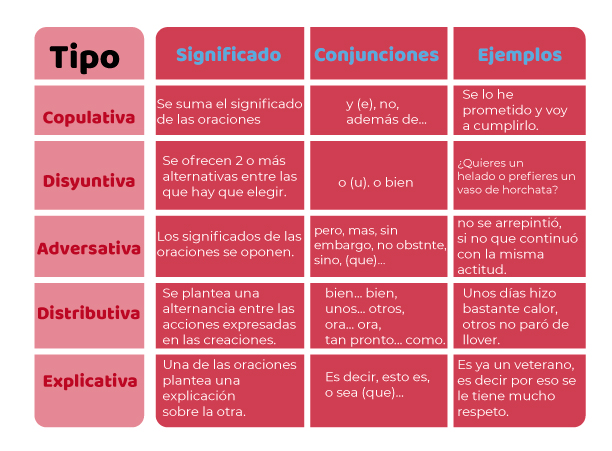 Tipo
Significado
Conjunciones
Ejemplos
Copulativa
Se suma el significado
de las oraciones
y (e), no,
además de...
Se lo he
prometido y voy
a cumplirlo.
Disyuntiva
Se ofrecen 2 o más
alternativas entre las
que hay que elegir.
o (u). o bien
¿Quieres un
helado o prefieres un
vaso de horchata?
Adversativa
Los significados de las
oraciones se oponen.
pero, mas, sin
embargo, no obstnte,
sino, (que)...
no se arrepintió,
si no que continuó
con la misma
actitud.
Distributiva
Se plantea una
alternancia entre las
acciones expresadas
en las creaciones.
bien... bien,
unos... otros,
ora... ora,
tan pronto... como.
Unos días hizo
bastante calor,
otros no paró de
llover.
Explicativa
Una de las oraciones
plantea una
explicación
sobre la otra.
Es decir, esto es,
o sea (que)...
Es ya un veterano,
es decir por eso se
le tiene mucho
respeto.